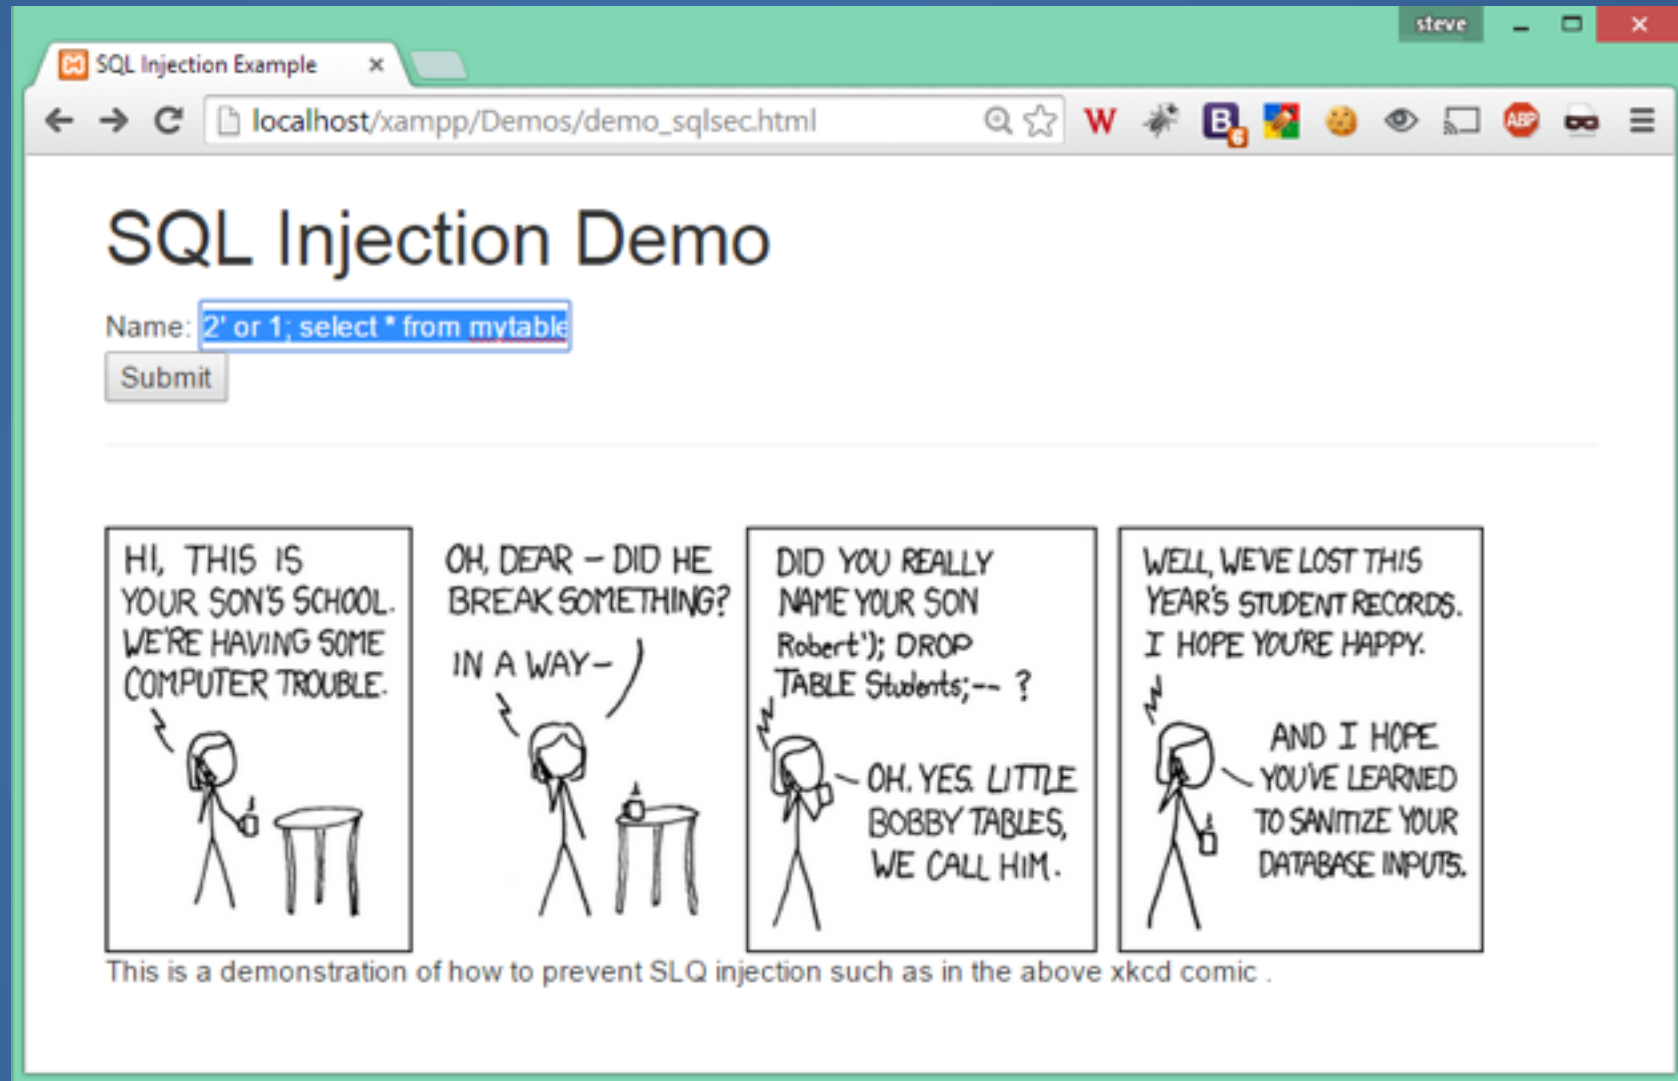 steve
SQL Injection Example
localhost/xampp/Demos/demo_sqlsec.html
W
B
6
ABP
SQL Injection Demo
Name: 2' or 1; select * from mytable
Submit
HI, THIS IS
YOUR SON'S SCHOOL.
WE'RE HAVING SOME
COMPUTER TROUBLE.
OH, DEAR – DID HE
BREAK SOMETHING?
IN A WAY–
DID YOU REALLY
NAME YOUR SON
Robert'); DROP
TABLE Students;-- ?
OH. YES. LITTLE
BOBBY TABLES,
WE CALL HIM.
WELL, WE'VE LOST THIS
YEAR'S STUDENT RECORDS.
I HOPE YOU'RE HAPPY.
AND I HOPE
YOU'VE LEARNED
TO SANITIZE YOUR
DATABASE INPUTS.
This is a demonstration of how to prevent SLQ injection such as in the above xkcd comic .